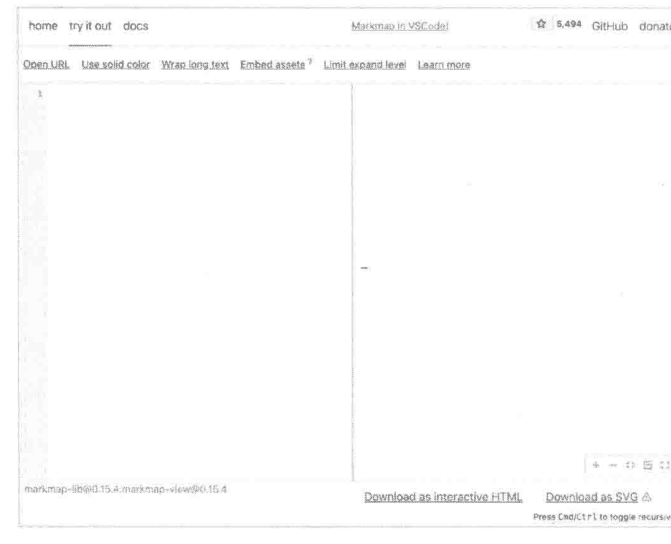 home try it out docs Markmap in VSCode! 5,494 GitHub donate
Open URL Use solid color Wrap long text Embed assets ? Limit expand level Learn more
1
markmap-lib@0.15.4 markmap-view@0.15.4
Download as interactive HTML Download as SVG
Press Cmd/Ctrl to toggle recursiv